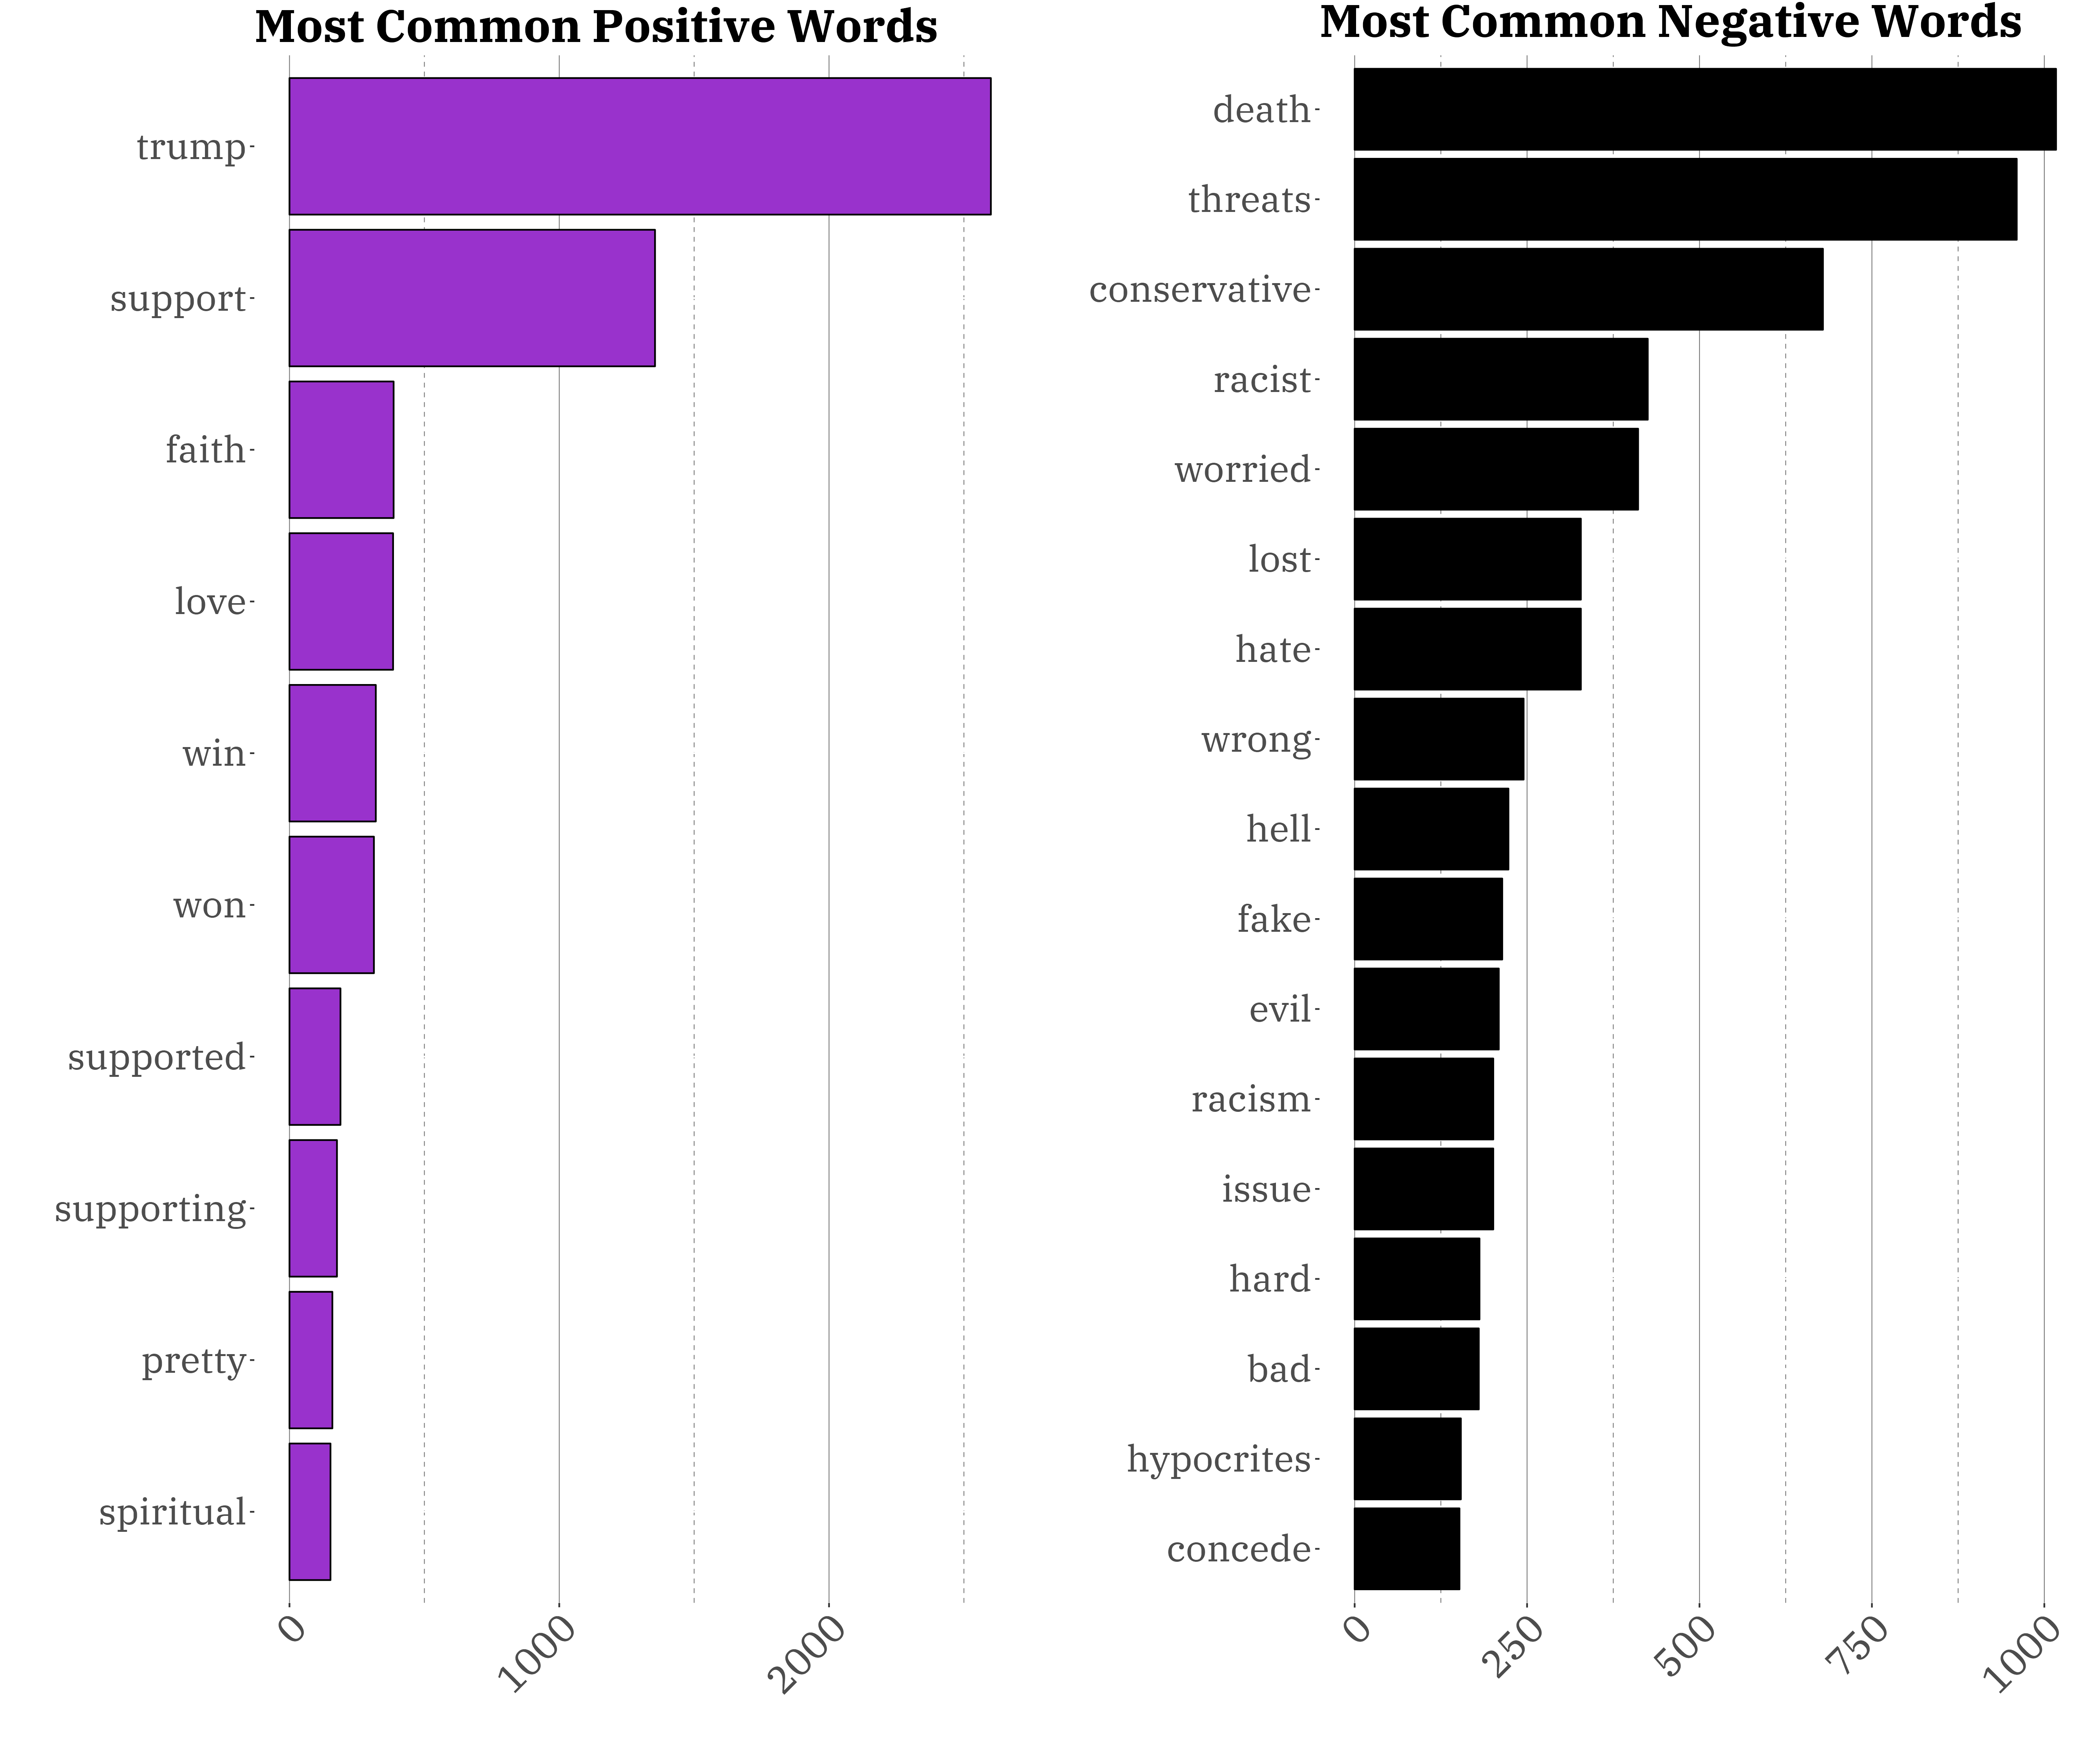 Most Common Positive Words
trump
support
faith
love
win
won
supported
supporting
pretty
spiritual
0
1000
2000
Most Common Negative Words
death
threats
conservative
racist
worried
lost
hate
wrong
hell
fake
evil
racism
issue
hard
bad
hypocrites
concede
0
250
500
750
1000